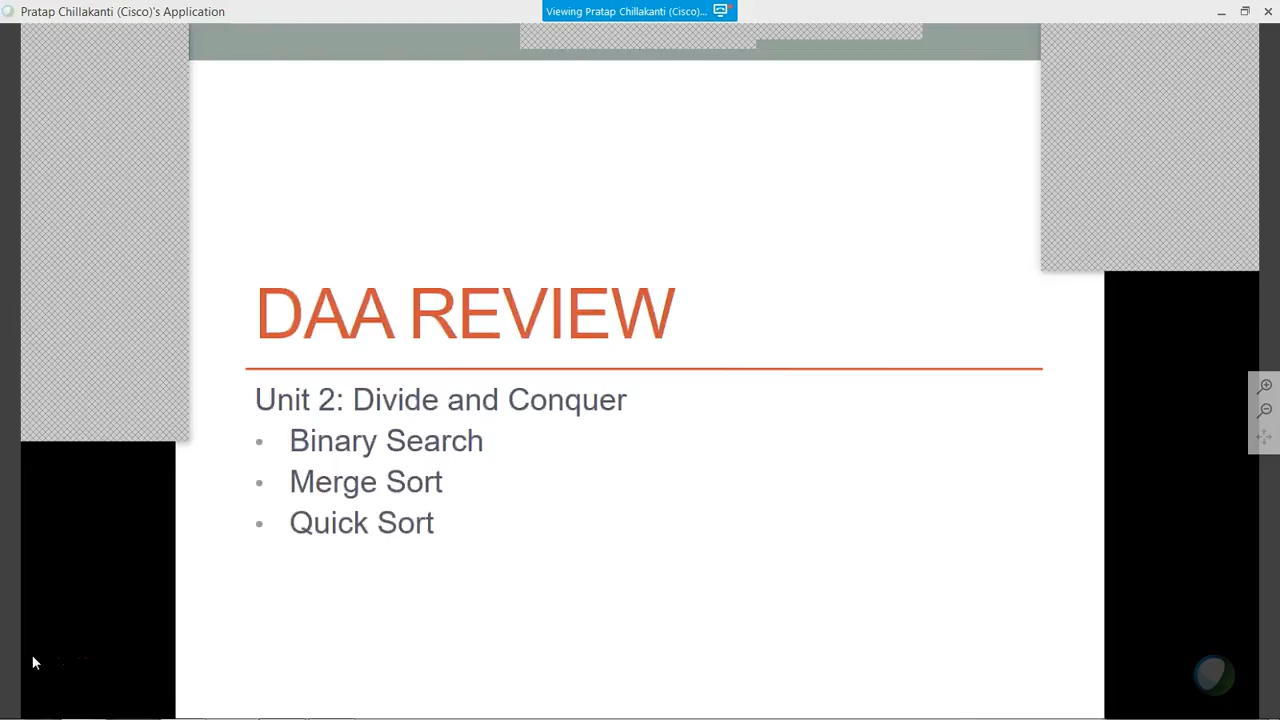 Pratap Chillakanti (Cisco)'s Application
Viewing Pratap Chillakanti (Cisco)...
DAA REVIEW
Unit 2: Divide and Conquer
• Binary Search
• Merge Sort
• Quick Sort